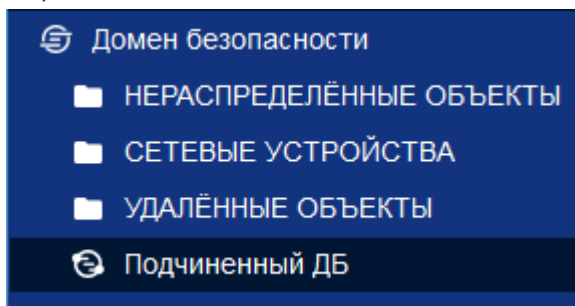 Домен безопасности
НЕРАСПРЕДЕЛЁННЫЕ ОБЪЕКТЫ
СЕТЕВЫЕ УСТРОЙСТВА
УДАЛЁННЫЕ ОБЪЕКТЫ
Подчиненный ДБ